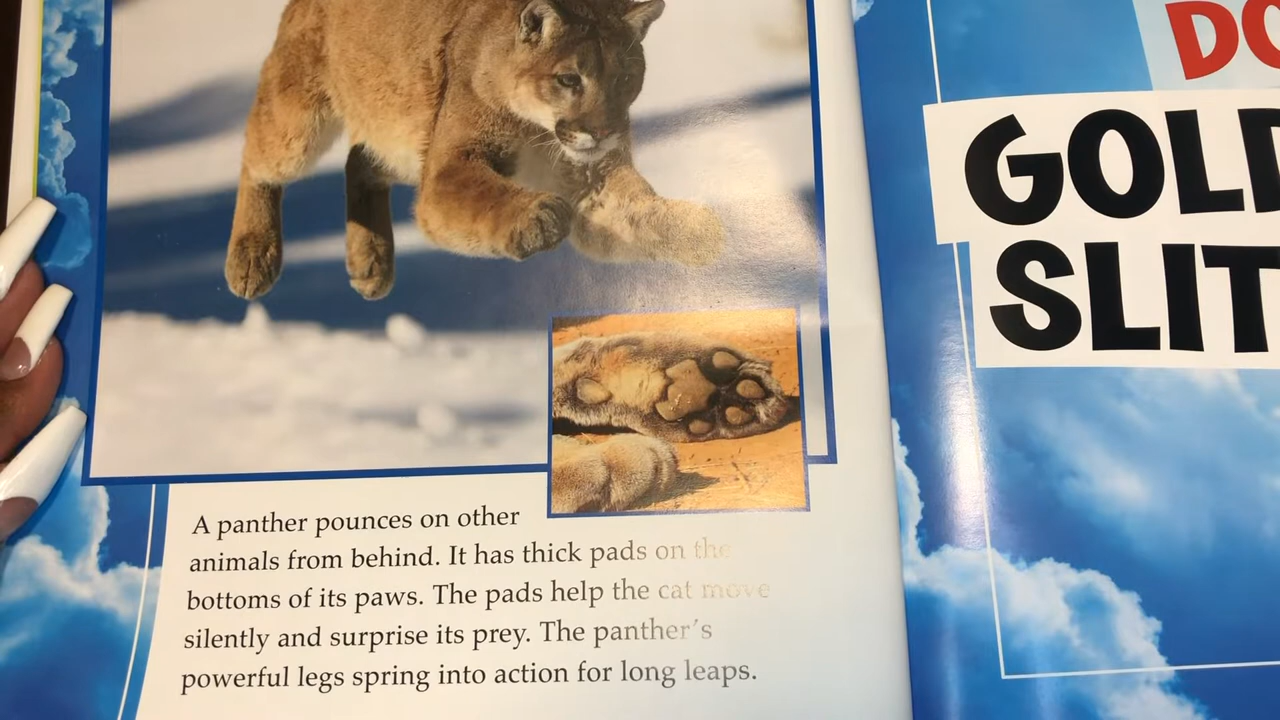 A panther pounces on other
animals from behind. It has thick pads on the
bottoms of its paws. The pads help the cat move
silently and surprise its prey. The panther's
powerful legs spring into action for long leaps.